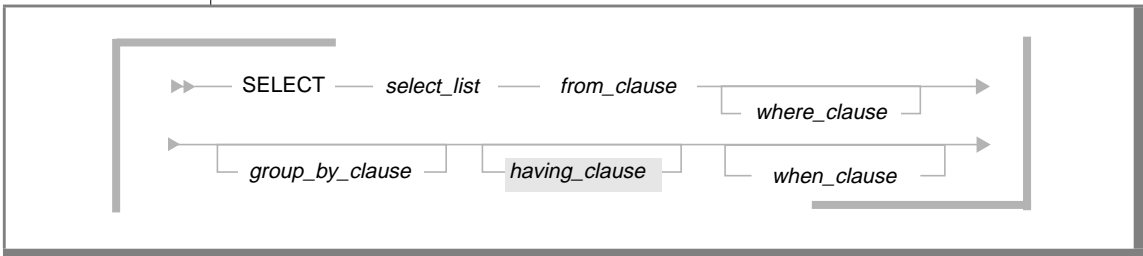 SELECT select_list from_clause where_clause
group_by_clause having_clause when_clause